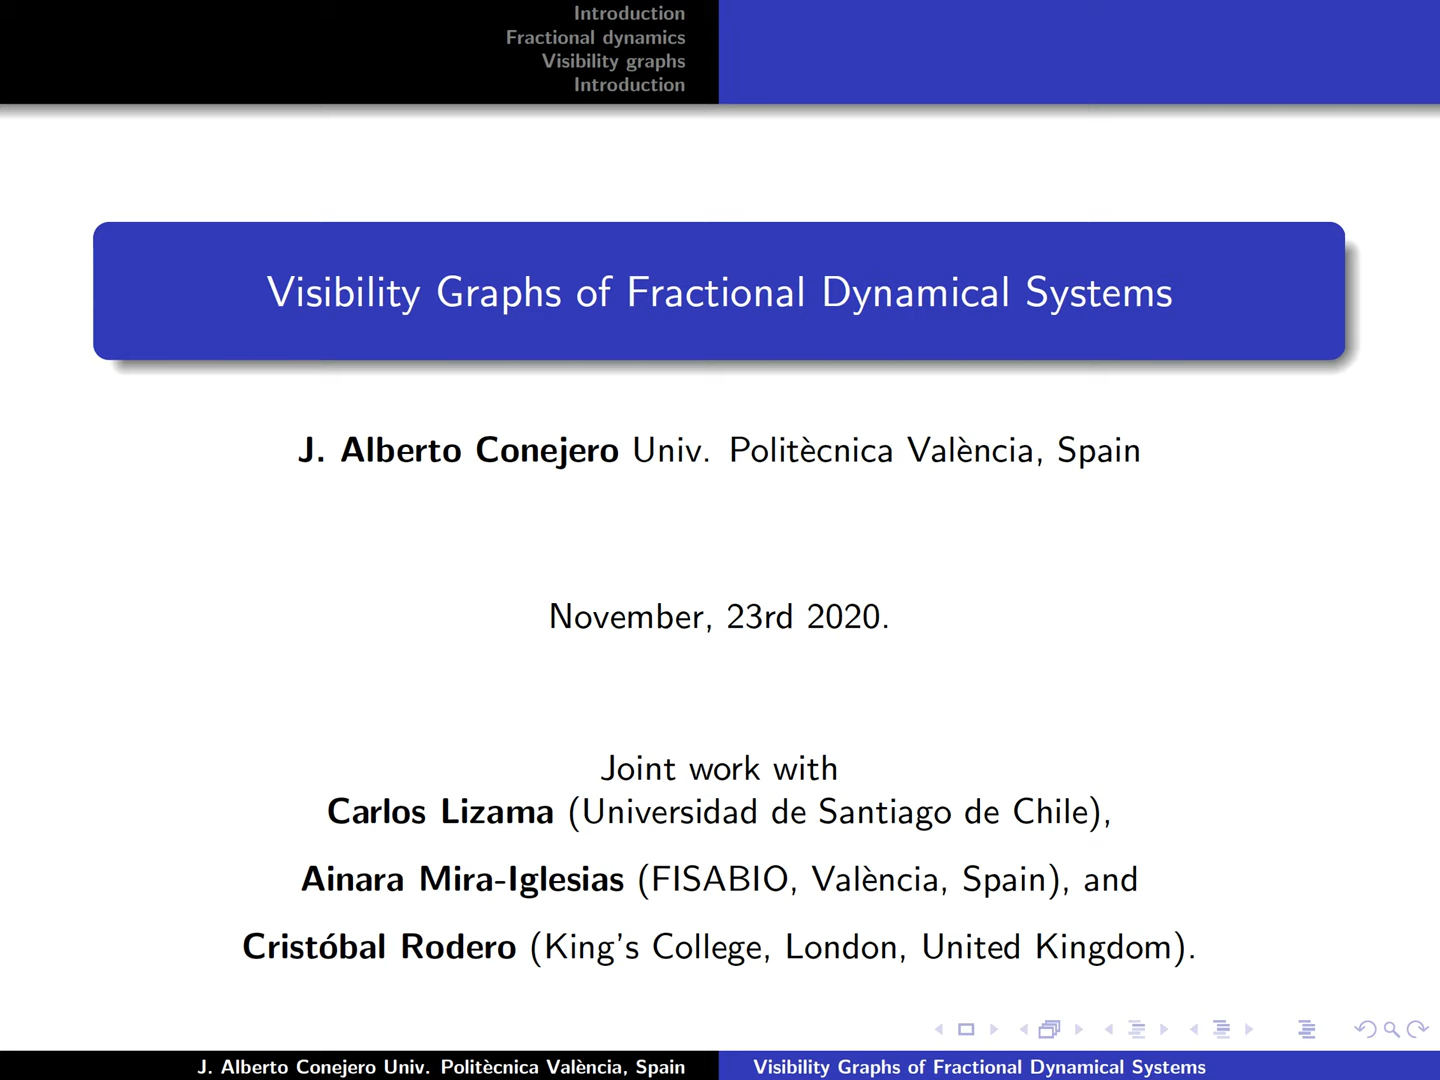 Introduction
Fractional dynamics
Visibility graphs
Introduction
Visibility Graphs of Fractional Dynamical Systems
J. Alberto Conejero Univ. Politècnica València, Spain
November, 23rd 2020.
Joint work with
Carlos Lizama (Universidad de Santiago de Chile),
Ainara Mira-Iglesias (FISABIO, València, Spain), and
Cristóbal Rodero (King's College, London, United Kingdom).
J. Alberto Conejero Univ. Politècnica València, Spain
Visibility Graphs of Fractional Dynamical Systems